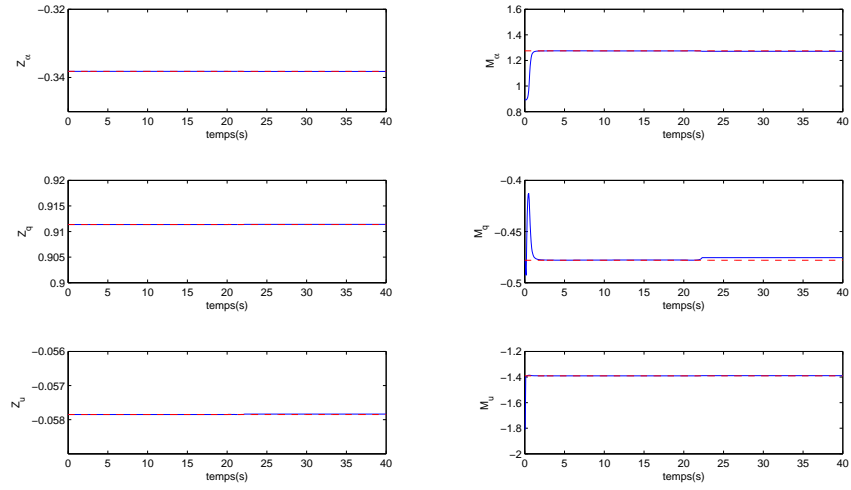 −0.32
−0.34
Z_α
0 5 10 15 20 25 30 35 40
temps(s)
1.6
1.4
1.2
1
0.8
M_α
0 5 10 15 20 25 30 35 40
temps(s)
0.92
0.915
0.91
0.905
0.9
Z_q
0 5 10 15 20 25 30 35 40
temps(s)
−0.4
−0.45
−0.5
M_q
0 5 10 15 20 25 30 35 40
temps(s)
−0.056
−0.057
−0.058
Z_u
0 5 10 15 20 25 30 35 40
temps(s)
−1.2
−1.4
−1.6
−1.8
−2
M_u
0 5 10 15 20 25 30 35 40
temps(s)